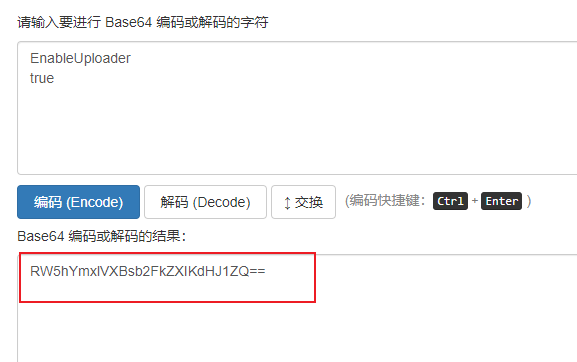 请输入要进行 Base64 编码或解码的字符
EnableUploader
true
编码 (Encode) 解码 (Decode) ↕ 交换 (编码快捷键： Ctrl + Enter )
Base64 编码或解码的结果：
RW5hYmxlVXBsb2FkZXIKdHJ1ZQ==